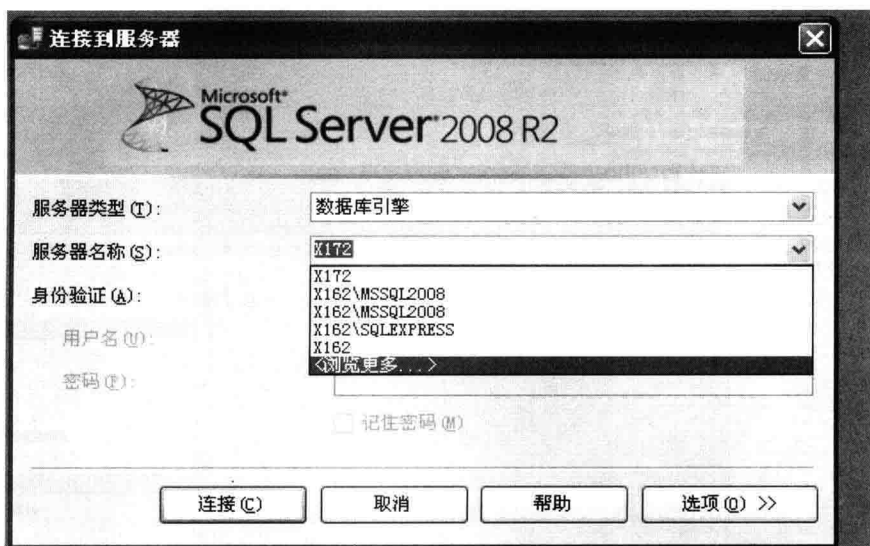 连接到服务器
Microsoft®
SQL Server® 2008 R2
服务器类型(T): 数据库引擎
服务器名称(S): X172
X172
X162\MSSQL2008
X162\MSSQL2008
X162\SQLEXPRESS
X162
<浏览更多...>
身份验证(A):
用户名(U):
密码(P):
记住密码(M)
连接(C) 取消 帮助 选项(O) >>